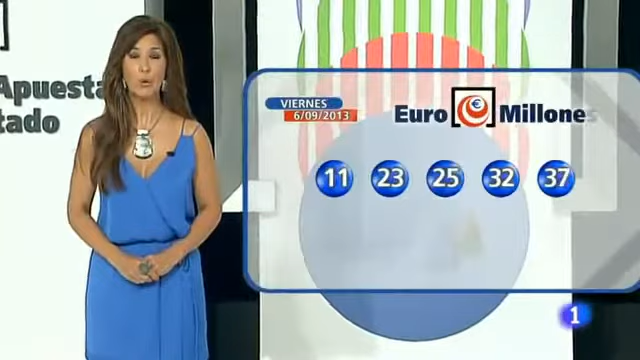 Apuesta
tado
VIERNES
6/09/2013
Euro Millones
€
11 23 25 32 37
1